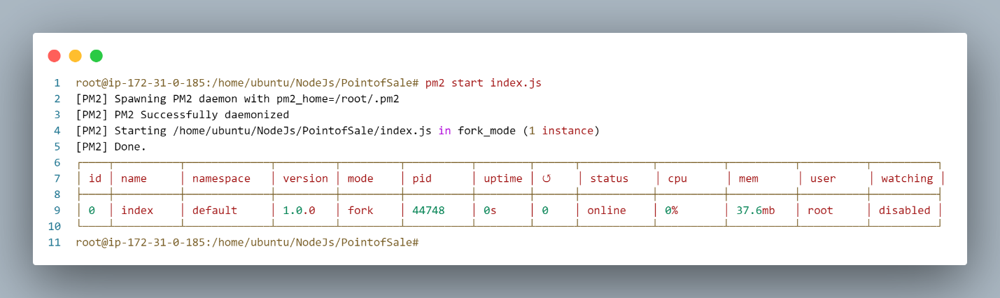 1 root@ip-172-31-0-185:/home/ubuntu/NodeJs/PointofSale# pm2 start index.js
2 [PM2] Spawning PM2 daemon with pm2_home=/root/.pm2
3 [PM2] PM2 Successfully daemonized
4 [PM2] Starting /home/ubuntu/NodeJs/PointofSale/index.js in fork_mode (1 instance)
5 [PM2] Done.
6 ┌────┬──────────┬─────────────┬─────────┬─────────┬──────────┬────────┬──────┬───────────┬──────────┬──────────┬──────────┬──────────┐
7 │ id │ name │ namespace │ version │ mode │ pid │ uptime │ ↺ │ status │ cpu │ mem │ user │ watching │
8 ├────┼──────────┼─────────────┼─────────┼─────────┼──────────┼────────┼──────┼───────────┼──────────┼──────────┼──────────┼──────────┤
9 │ 0 │ index │ default │ 1.0.0 │ fork │ 44748 │ 0s │ 0 │ online │ 0% │ 37.6mb │ root │ disabled │
10 └────┴──────────┴─────────────┴─────────┴─────────┴──────────┴────────┴──────┴───────────┴──────────┴──────────┴──────────┴──────────┘
11 root@ip-172-31-0-185:/home/ubuntu/NodeJs/PointofSale#